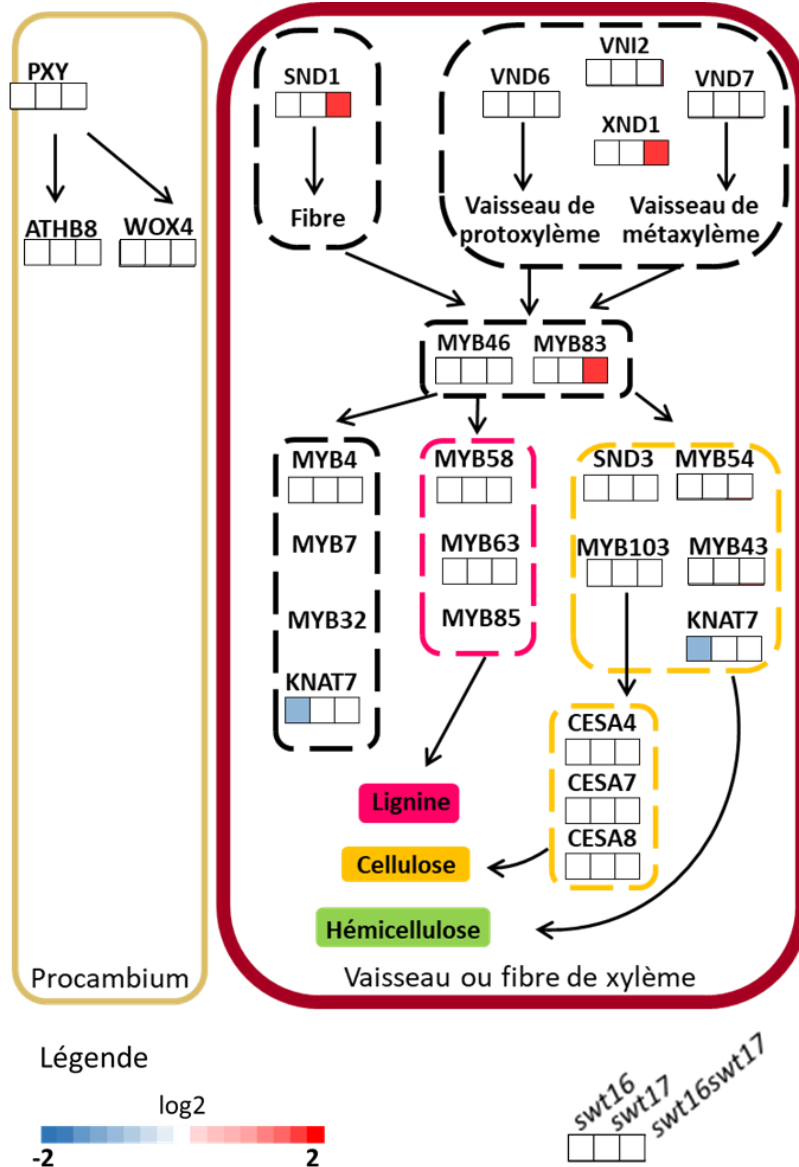 PXY
ATHB8 WOX4
Procambium
SND1
Fibre
VNI2
VND6
VND7
XND1
Vaisseau de
protoxylème
Vaisseau de
métaxylème
MYB46 MYB83
MYB4
MYB7
MYB32
KNAT7
MYB58
MYB63
MYB85
SND3 MYB54
MYB103 MYB43
KNAT7
CESA4
CESA7
CESA8
Lignine
Cellulose
Hémicellulose
Vaisseau ou fibre de xylème
Légende
log2
-2 2
swt16
swt17
swt16swt17